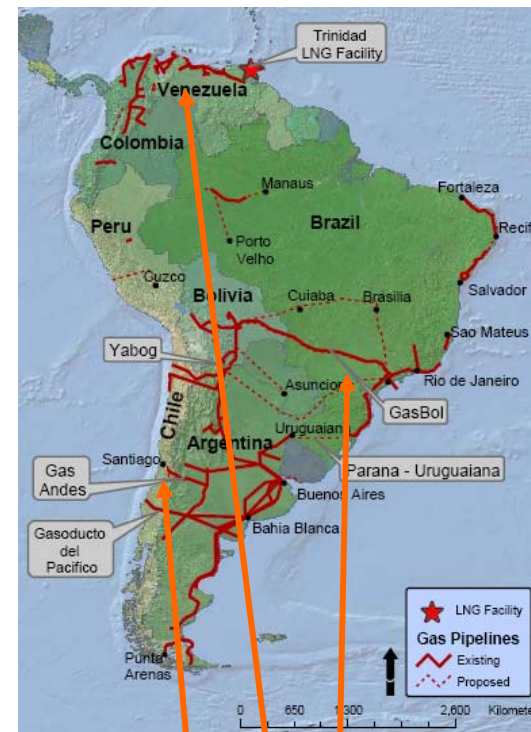 Trinidad
LNG Facility
Venezuela
Colombia
Manaus
Fortaleza
Peru
Brazil
Recif
Porto
Velho
Cuzco
Salvador
Bolivia
Cuiaba
Brasilia
Sao Mateus
Yabog
Asuncion
Rio de Janeiro
GasBol
Chile
Argentina
Uruguaian
Santiago
Parana - Uruguaiana
Gas
Andes
Buenos Aires
Gasoducto
del
Pacifico
Bahia Blanca
LNG Facility
Gas Pipelines
Existing
Proposed
Punta
Arenas
0 650 1,300 2,600 Kilomete